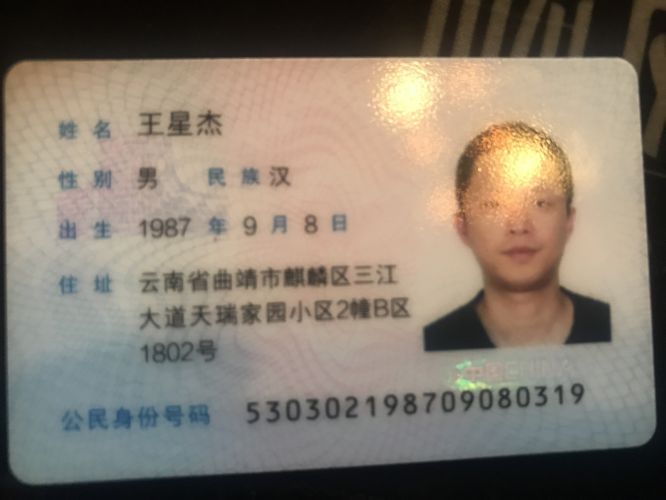 姓名 王星杰
性别 男 民族 汉
出生 1987 年 9 月 8 日
住址 云南省曲靖市麒麟区三江
大道天瑞家园小区2幢B区
1802号
公民身份号码 530302198709080319